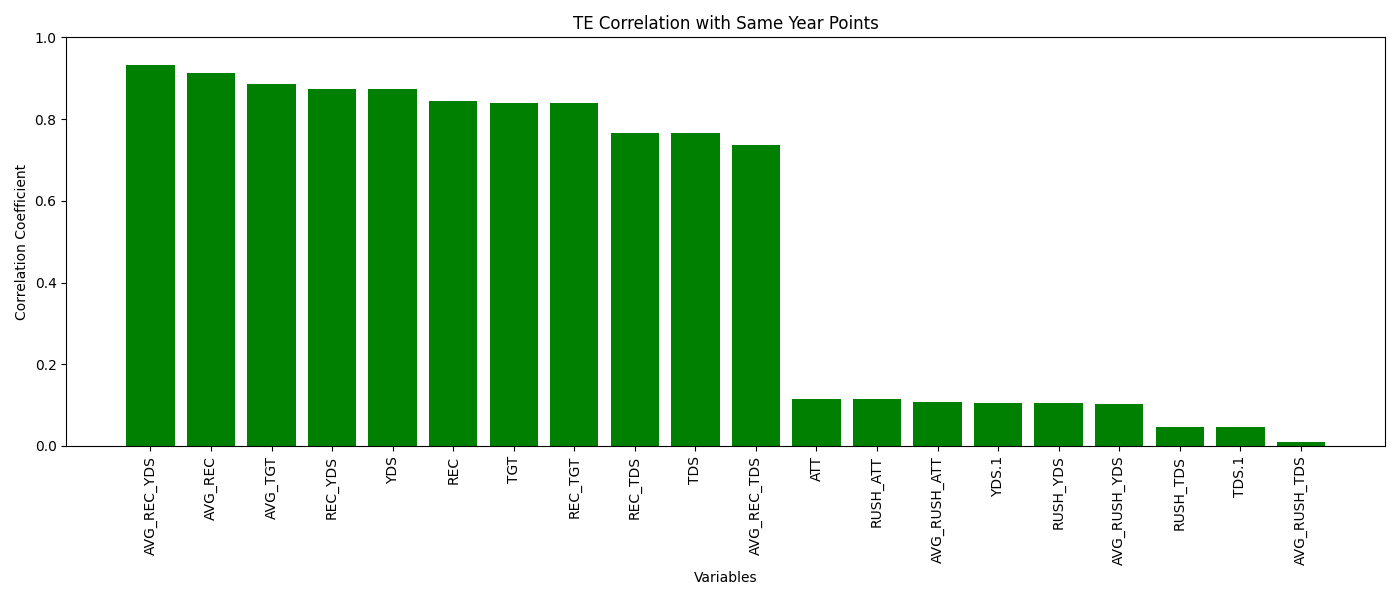 TE Correlation with Same Year Points
1.0
0.8
0.6
0.4
0.2
0.0
Correlation Coefficient
AVG_REC_YDS
AVG_REC
AVG_TGT
REC_YDS
YDS
REC
TGT
REC_TGT
REC_TDS
TDS
AVG_REC_TDS
ATT
RUSH_ATT
AVG_RUSH_ATT
YDS.1
RUSH_YDS
AVG_RUSH_YDS
RUSH_TDS
TDS.1
AVG_RUSH_TDS
Variables